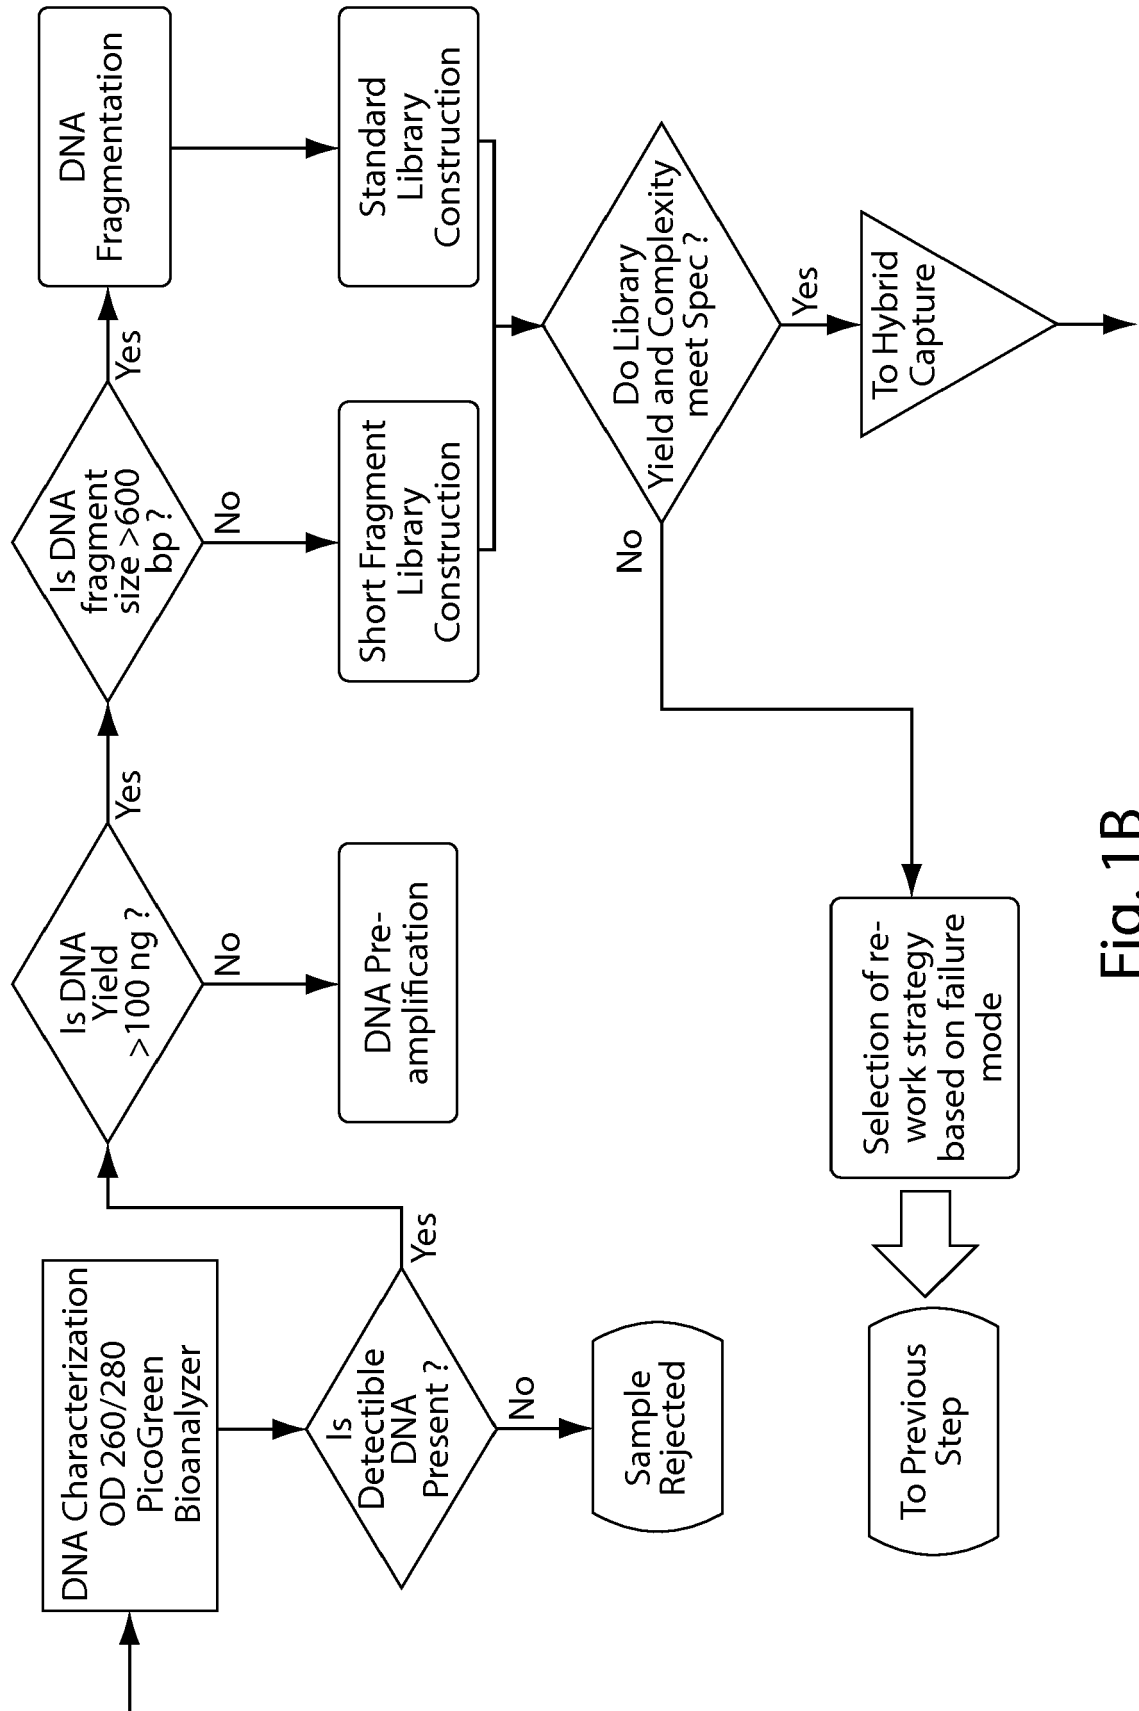 DNA Characterization
OD 260/280
PicoGreen
Bioanalyzer
Is
Detectible
DNA
Present ?
Yes
No
Sample
Rejected
Is DNA
Yield
>100 ng ?
Yes
No
DNA Pre-
amplification
Is DNA
fragment
size >600
bp ?
Yes
No
DNA
Fragmentation
Short Fragment
Library
Construction
Standard
Library
Construction
Do Library
Yield and Complexity
meet Spec ?
No
Yes
To Hybrid
Capture
Selection of re-
work strategy
based on failure
mode
To Previous
Step
Fig. 1B